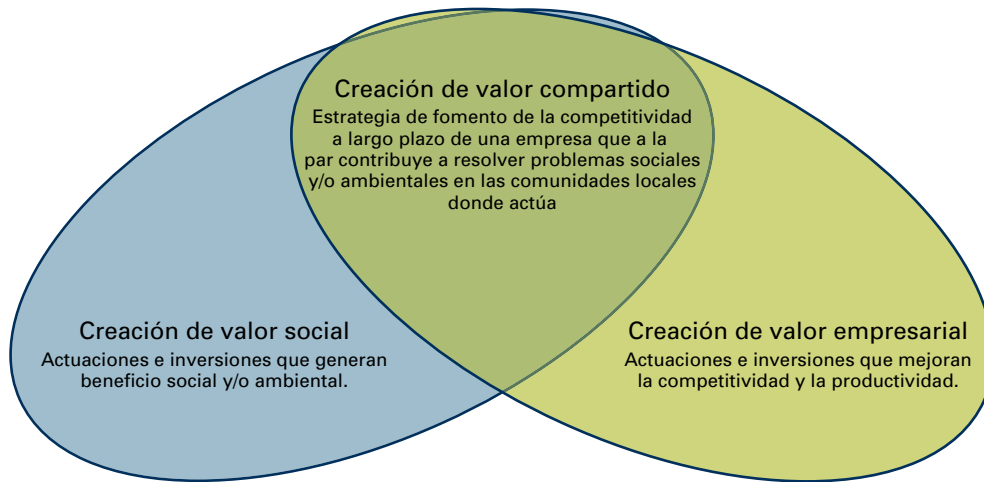 Creación de valor compartido
Estrategia de fomento de la competitividad
a largo plazo de una empresa que a la
par contribuye a resolver problemas sociales
y/o ambientales en las comunidades locales
donde actúa
Creación de valor social
Actuaciones e inversiones que generan
beneficio social y/o ambiental.
Creación de valor empresarial
Actuaciones e inversiones que mejoran
la competitividad y la productividad.